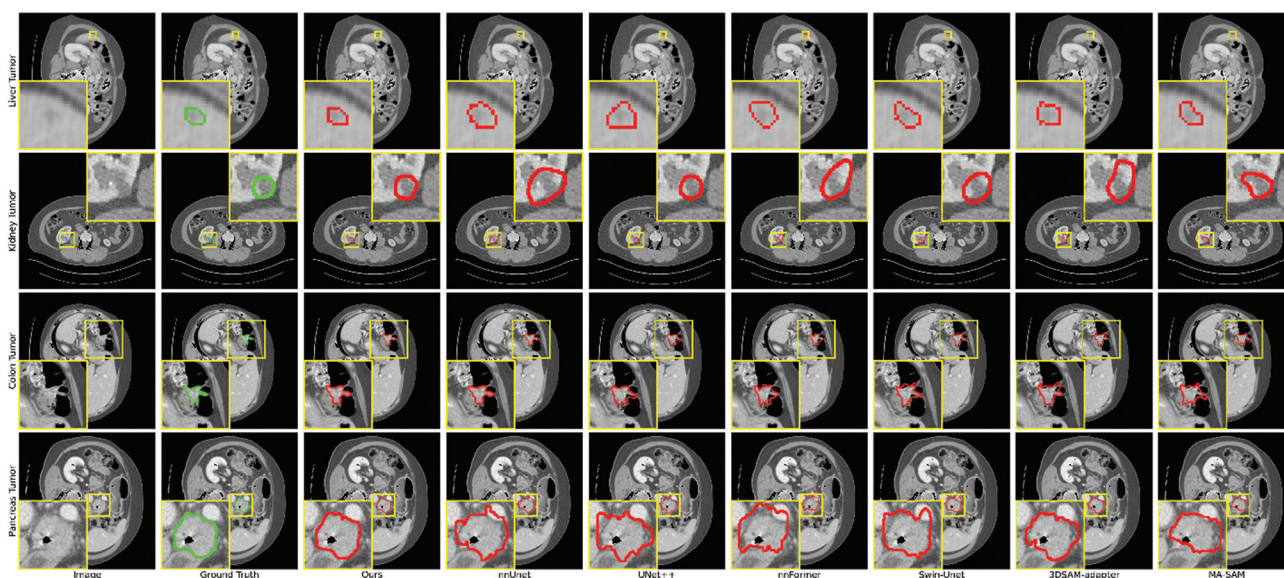 Liver Tumor
Kidney Tumor
Colon Tumor
Pancreas Tumor
Image Ground Truth Ours nnUnet UNet++ nnFormer Swin-Unet 3DSAM-adapter MA-SAM